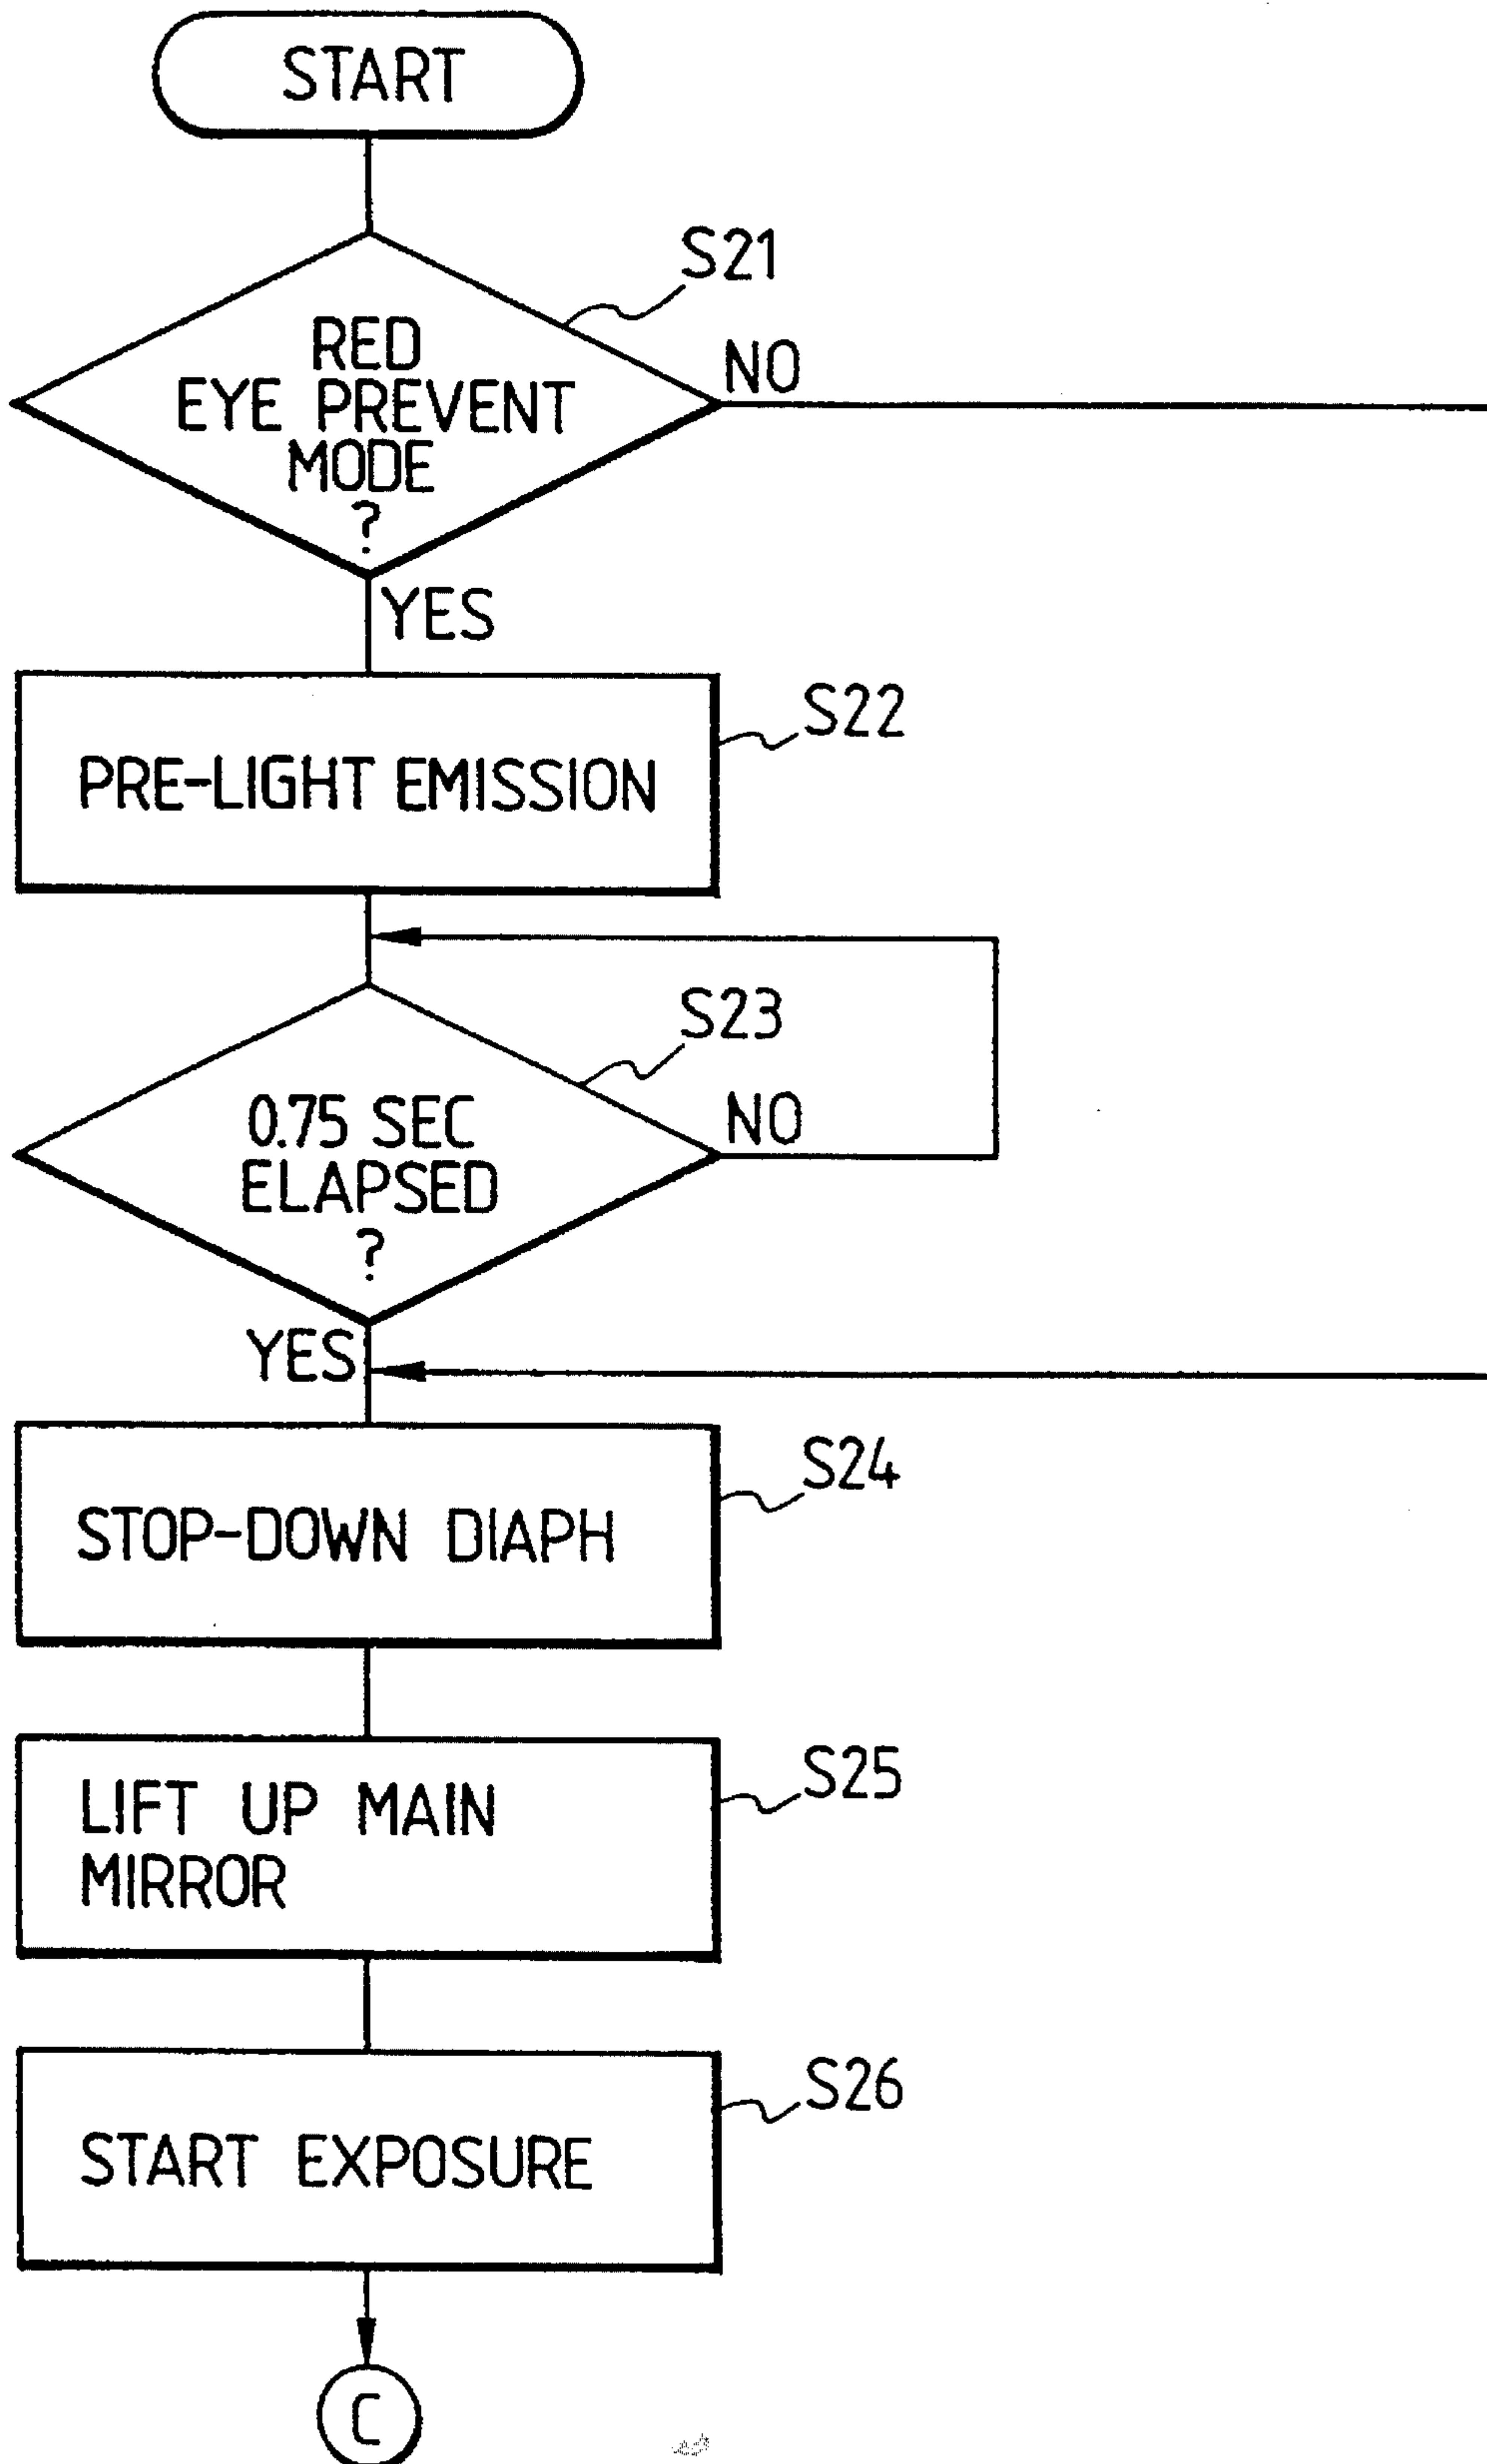 START
S21
RED
EYE PREVENT
MODE
?
NO
YES
S22
PRE-LIGHT EMISSION
S23
0.75 SEC
ELAPSED
?
NO
YES
S24
STOP-DOWN DIAPH
S25
LIFT UP MAIN
MIRROR
S26
START EXPOSURE
C